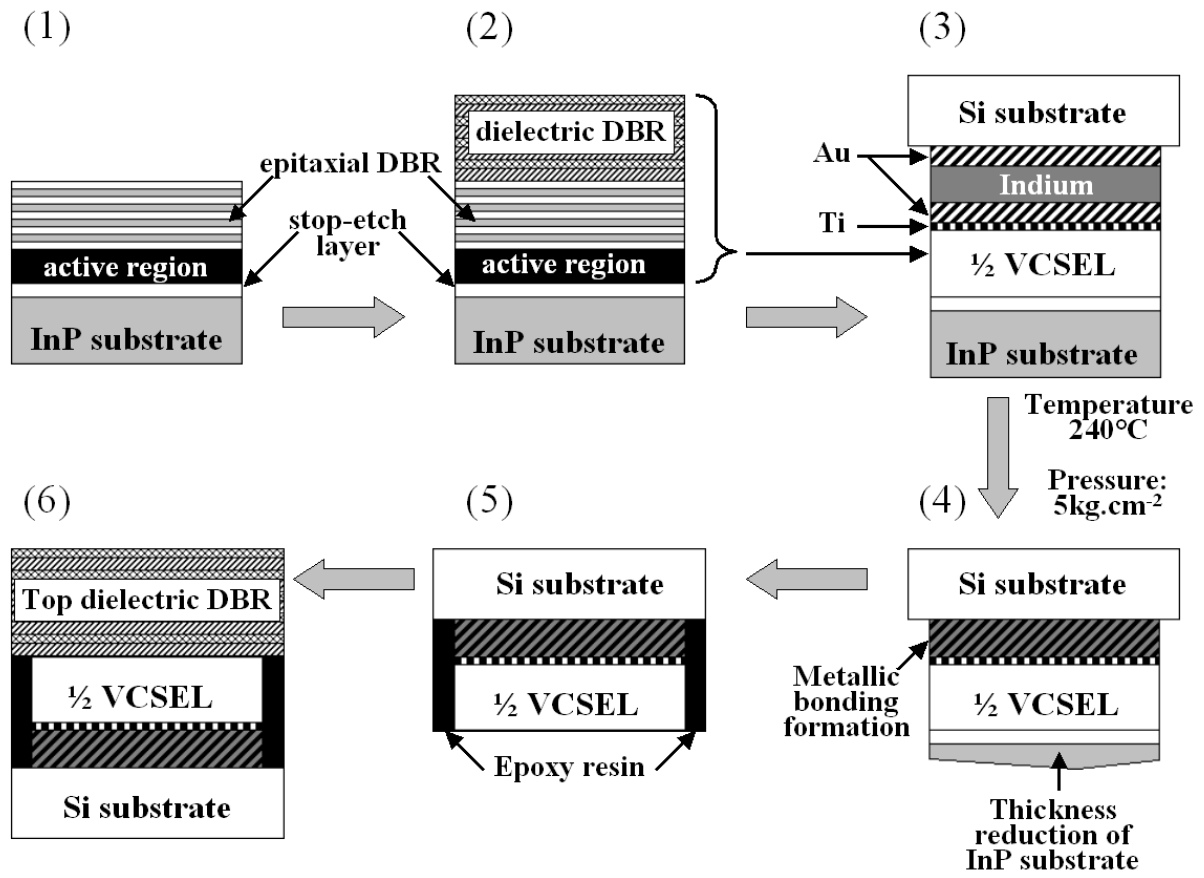 (1)
(2)
(3)
dielectric DBR
epitaxial DBR
stop-etch
layer
active region
InP substrate
active region
InP substrate
Si substrate
Au
Indium
Ti
½ VCSEL
InP substrate
Temperature
240°C
Pressure:
5kg.cm-2
(4)
Si substrate
Metallic
bonding
formation
½ VCSEL
Thickness
reduction of
InP substrate
(5)
Si substrate
½ VCSEL
Epoxy resin
(6)
Top dielectric DBR
½ VCSEL
Si substrate